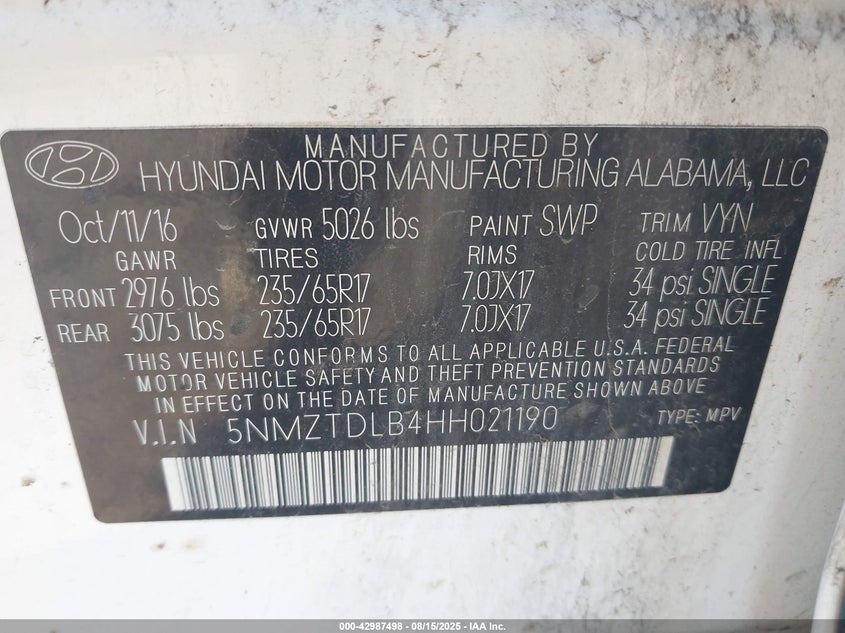 MANUFACTURED BY
HYUNDAI MOTOR MANUFACTURING ALABAMA, LLC
Oct/11/16 GVWR 5026 lbs PAINT SWP TRIM VYN
GAWR TIRES RIMS COLD TIRE INFL
FRONT 2976 lbs 235/65R17 7.0JX17 34 psi SINGLE
REAR 3075 lbs 235/65R17 7.0JX17 34 psi SINGLE
THIS VEHICLE CONFORMS TO ALL APPLICABLE U.S.A. FEDERAL
MOTOR VEHICLE SAFETY AND THEFT PREVENTION STANDARDS
IN EFFECT ON THE DATE OF MANUFACTURE SHOWN ABOVE
V.I.N 5NMZTDLB4HH021190 TYPE: MPV
000-42987498 - 08/15/2025 - IAA Inc.